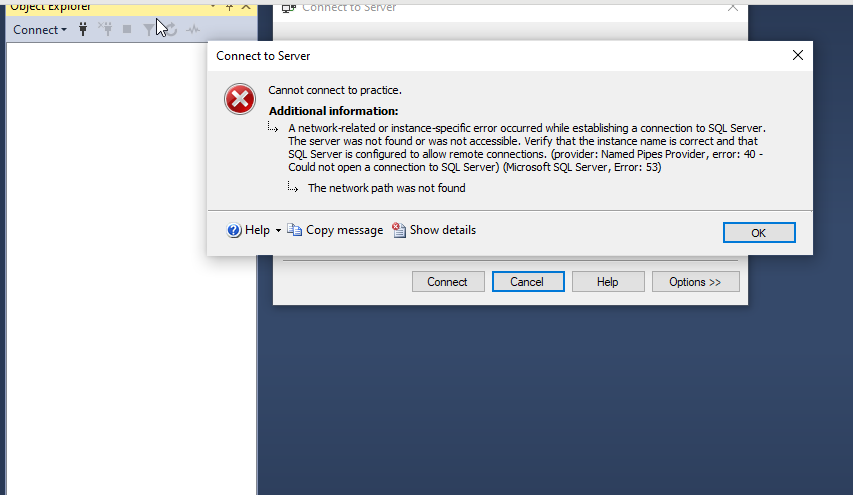 Object Explorer
Connect to Server
Connect
Connect to Server
Cannot connect to practice.
Additional information:
A network-related or instance-specific error occurred while establishing a connection to SQL Server.
The server was not found or was not accessible. Verify that the instance name is correct and that
SQL Server is configured to allow remote connections. (provider: Named Pipes Provider, error: 40 -
Could not open a connection to SQL Server) (Microsoft SQL Server, Error: 53)
The network path was not found
Help Copy message Show details OK
Connect Cancel Help Options >>